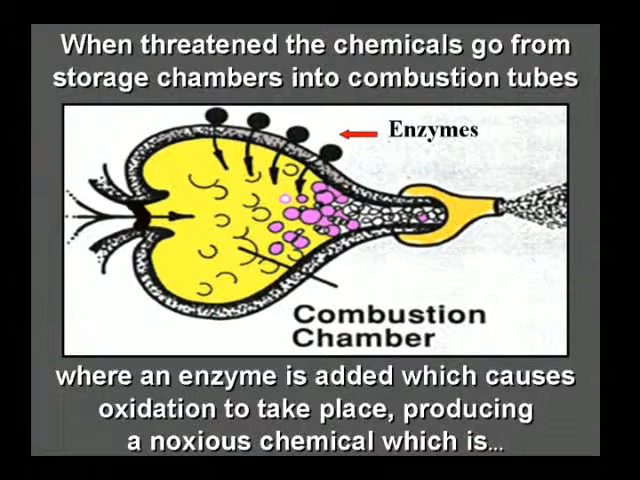 When threatened the chemicals go from
storage chambers into combustion tubes
Enzymes
Combustion
Chamber
where an enzyme is added which causes
oxidation to take place, producing
a noxious chemical which is...